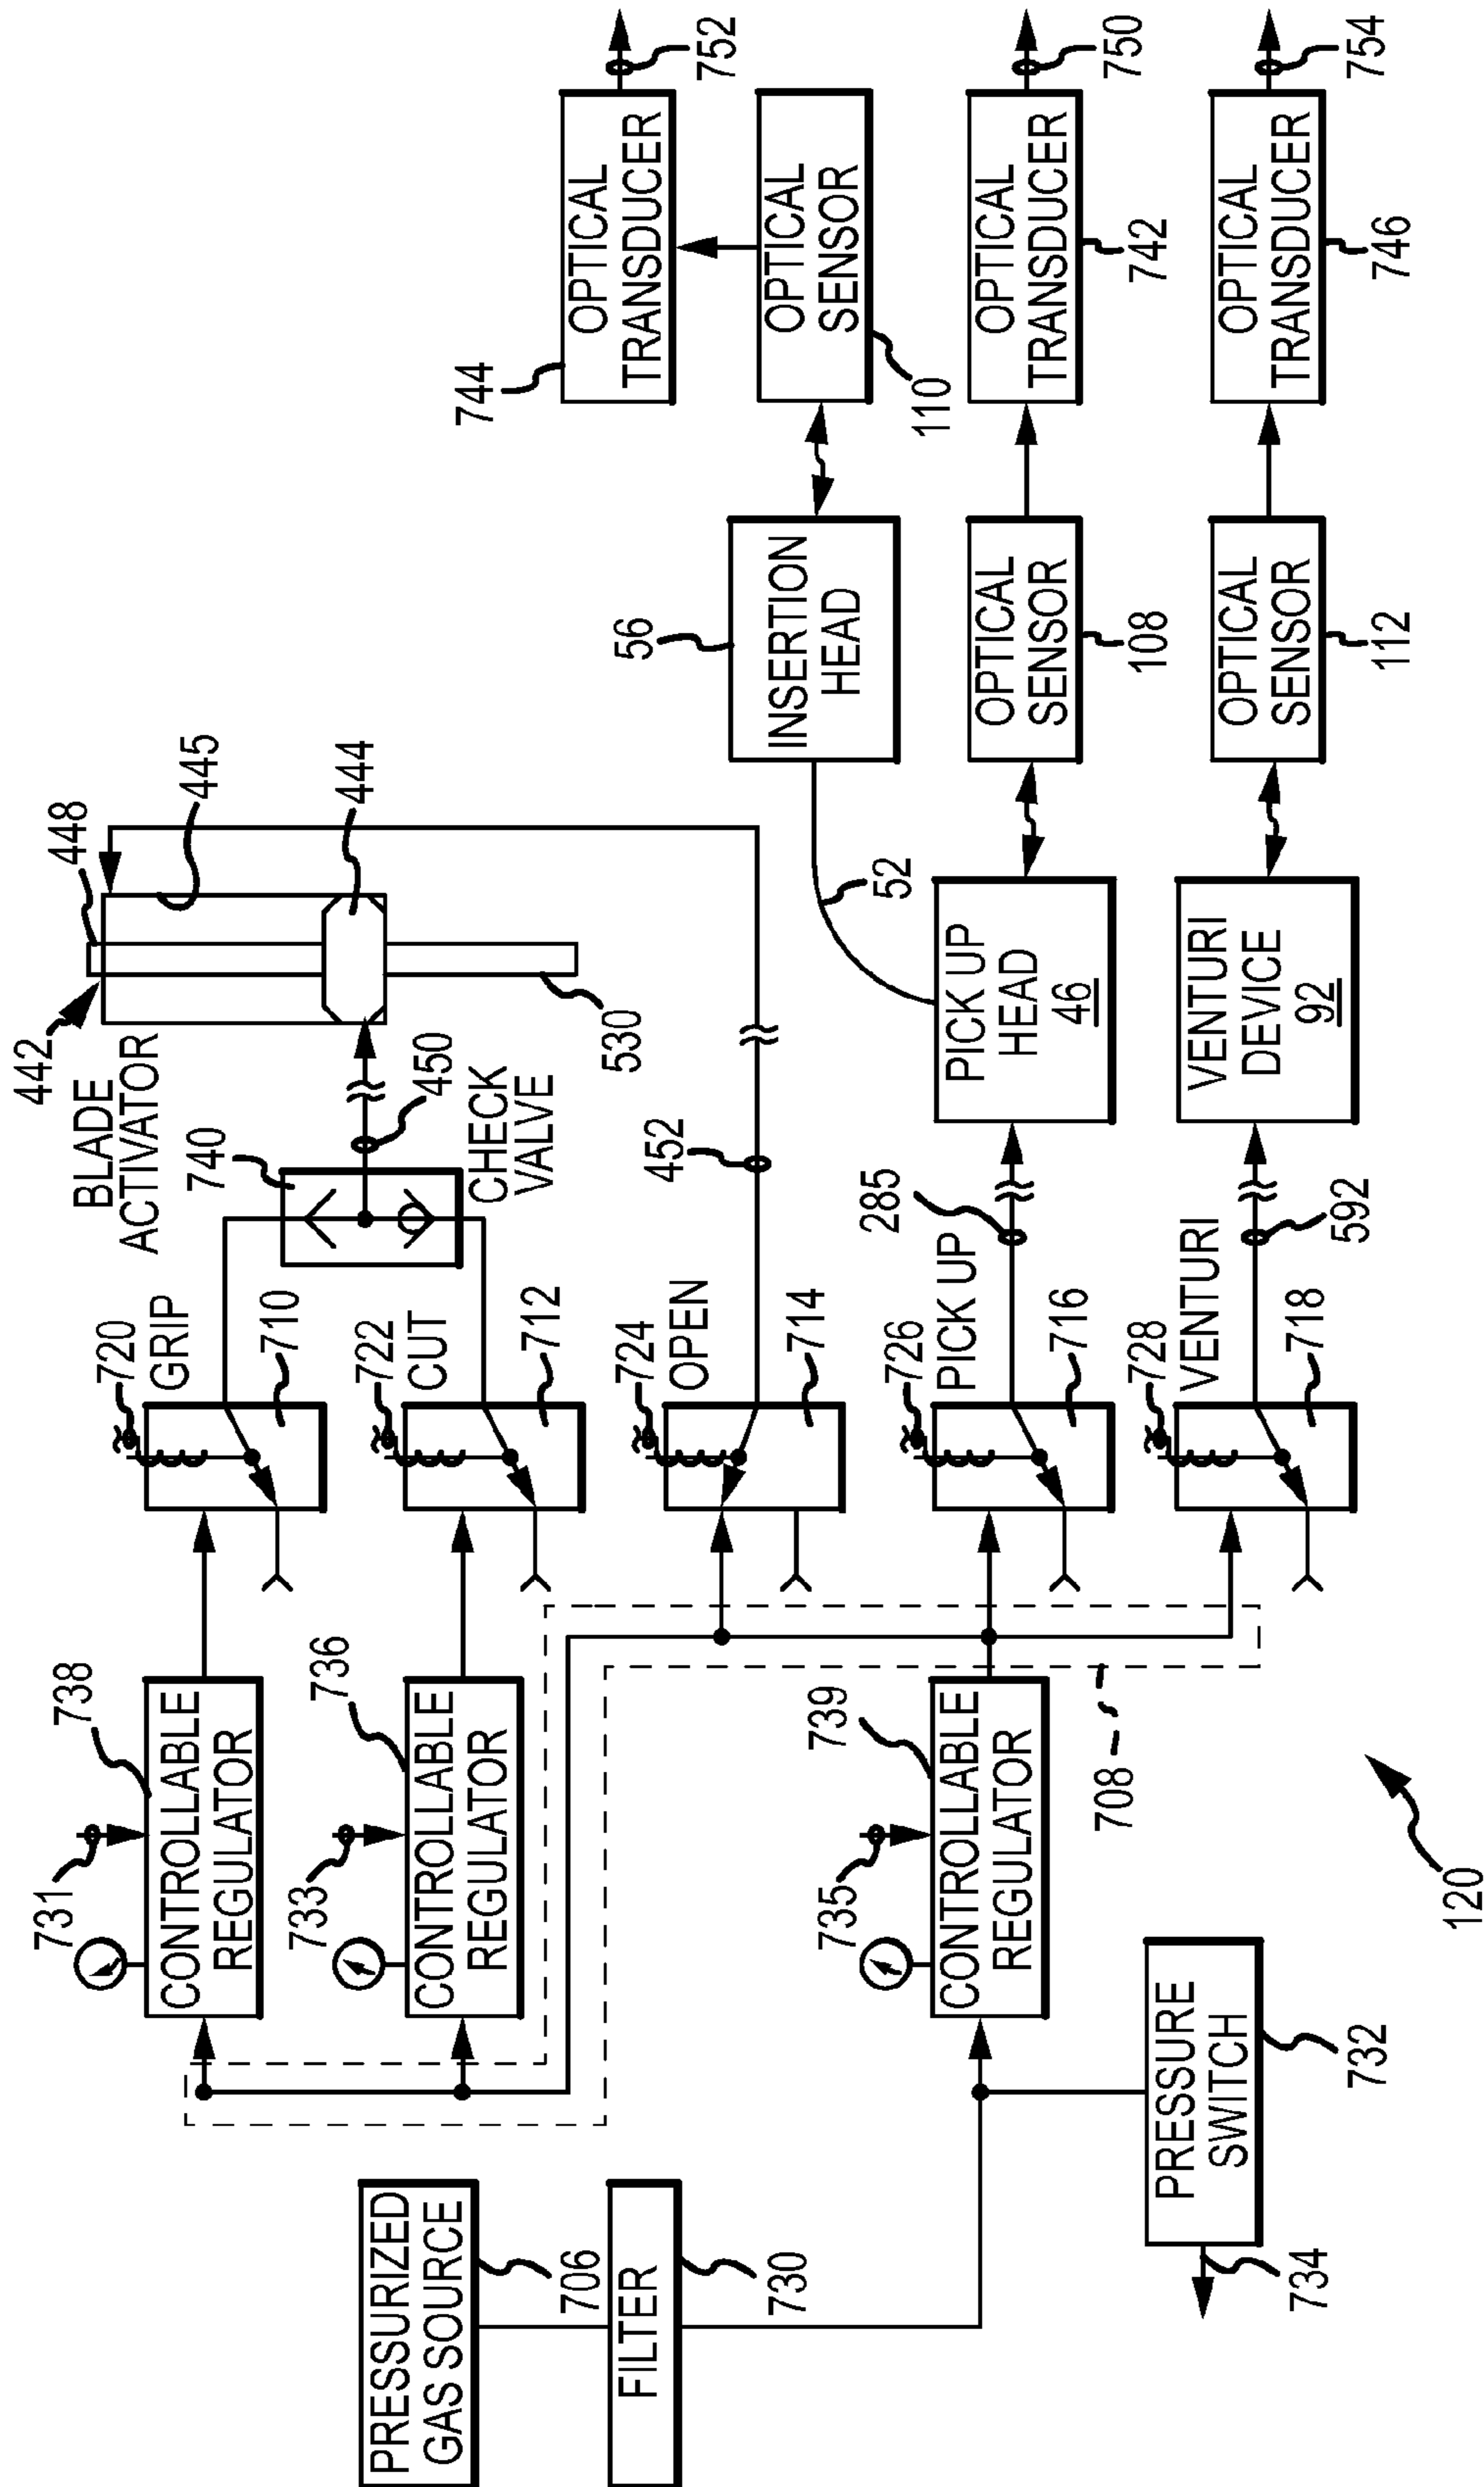 442
BLADE
ACTIVATOR
448
445
444
530
740
450
CHECK
VALVE
720
GRIP
710
731
738
CONTROLLABLE
REGULATOR
722
CUT
712
733
736
CONTROLLABLE
REGULATOR
744
OPTICAL
TRANSDUCER
752
PRESSURIZED
GAS SOURCE
706
724
OPEN
714
452
56
INSERTION
HEAD
OPTICAL
SENSOR
110
52
FILTER
730
735
739
CONTROLLABLE
REGULATOR
708
726
PICK UP
716
285
PICK UP
HEAD
46
OPTICAL
SENSOR
108
OPTICAL
TRANSDUCER
742
750
PRESSURE
SWITCH
732
734
728
VENTURI
718
592
VENTURI
DEVICE
92
OPTICAL
SENSOR
112
OPTICAL
TRANSDUCER
746
754
120